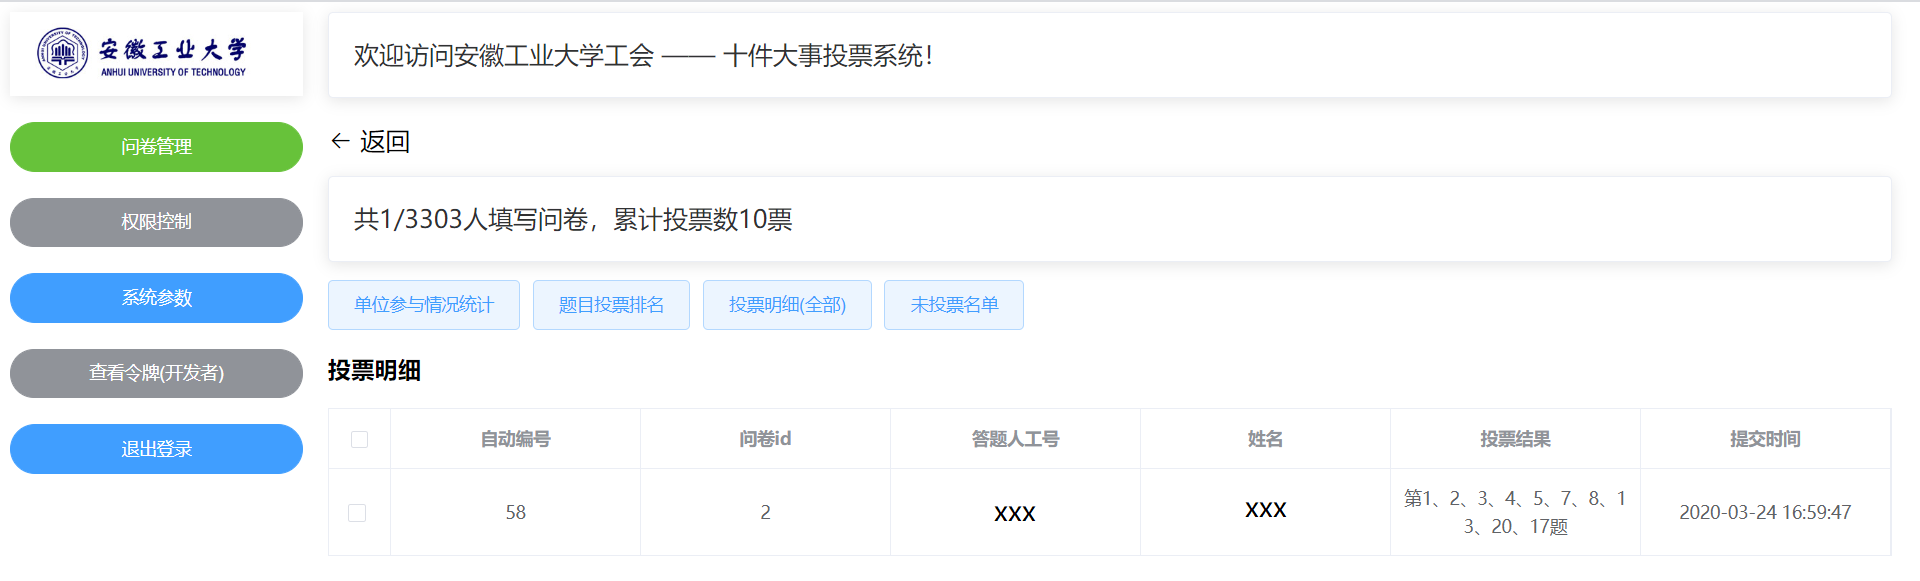 安徽工业大学
ANHUI UNIVERSITY OF TECHNOLOGY
欢迎访问安徽工业大学工会 —— 十件大事投票系统！
问卷管理
权限控制
系统参数
查看令牌(开发者)
退出登录
← 返回
共1/3303人填写问卷，累计投票数10票
单位参与情况统计 题目投票排名 投票明细(全部) 未投票名单
投票明细
自动编号 问卷id 答题人工号 姓名 投票结果 提交时间
58 2 XXX XXX 第1、2、3、4、5、7、8、1 2020-03-24 16:59:47
3、20、17题